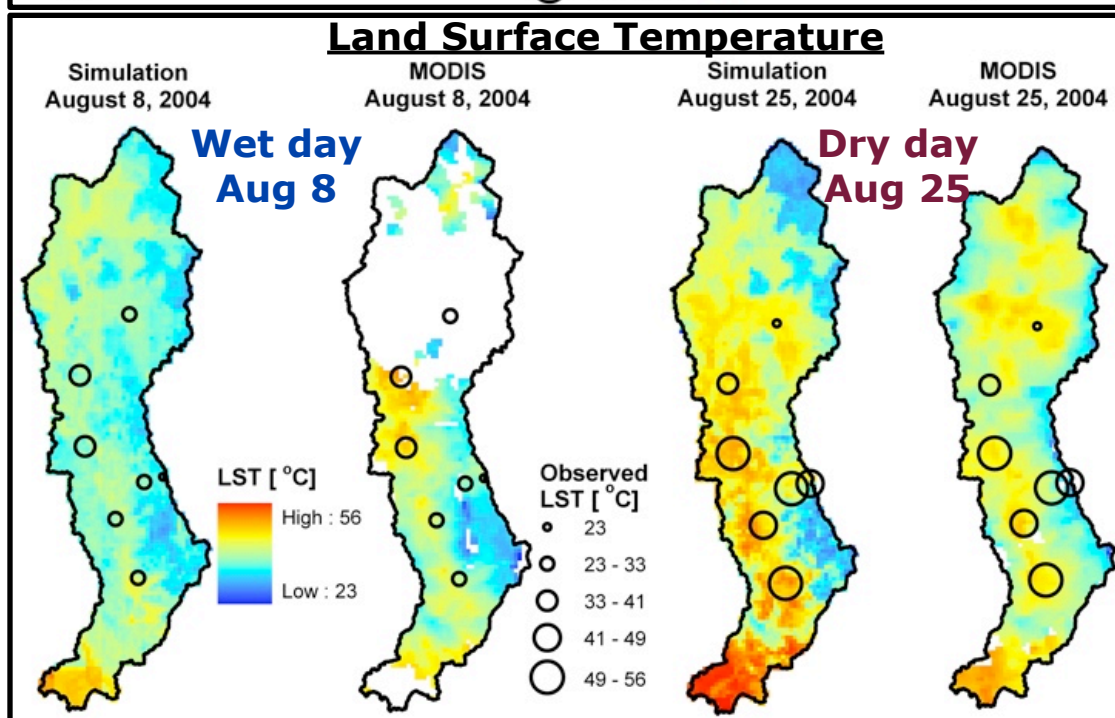 Land Surface Temperature
Simulation
August 8, 2004
MODIS
August 8, 2004
Simulation
August 25, 2004
MODIS
August 25, 2004
Wet day
Aug 8
Dry day
Aug 25
LST [ °C]
High : 56
Low : 23
Observed
LST [ °C]
23
23 - 33
33 - 41
41 - 49
49 - 56